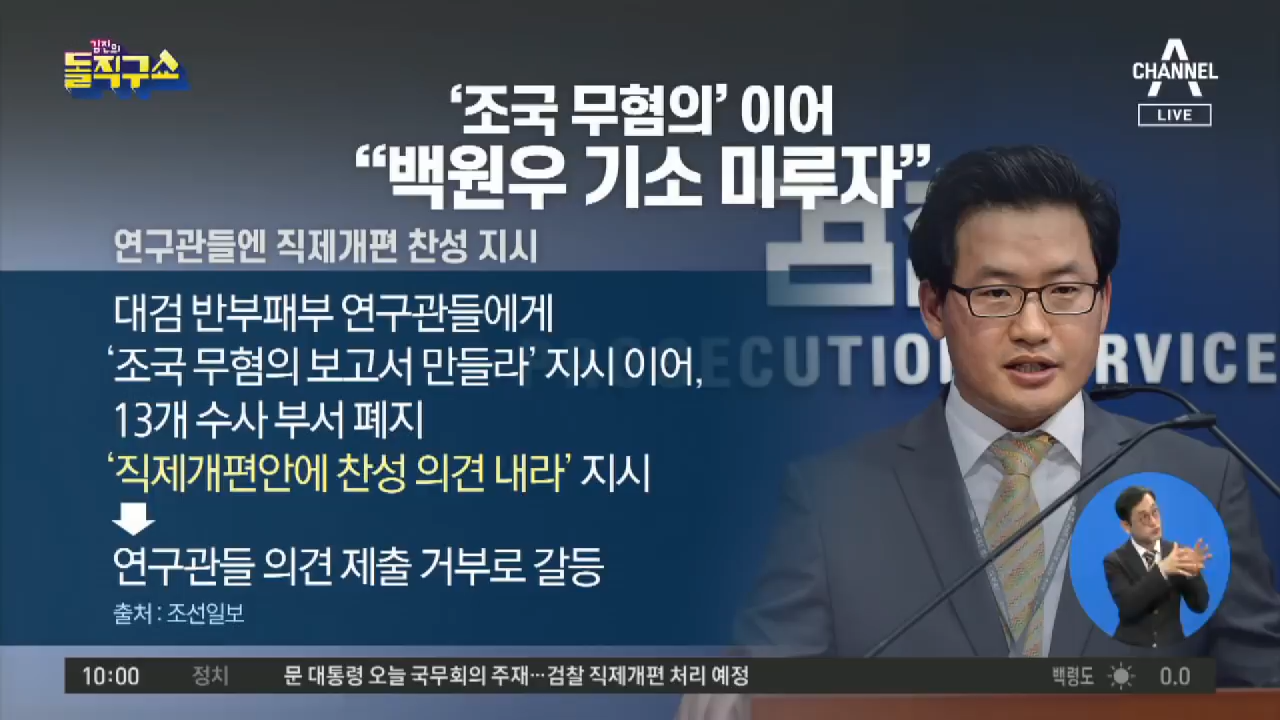 김진의
돌직구쇼
CHANNEL A
LIVE
‘조국 무혐의’ 이어
“백원우 기소 미루자”
연구관들엔 직제개편 찬성 지시
대검 반부패부 연구관들에게
‘조국 무혐의 보고서 만들라’ 지시 이어,
13개 수사 부서 폐지
‘직제개편안에 찬성 의견 내라’ 지시
연구관들 의견 제출 거부로 갈등
출처 : 조선일보
10:00 정치 문 대통령 오늘 국무회의 주재…검찰 직제개편 처리 예정 백령도 0.0